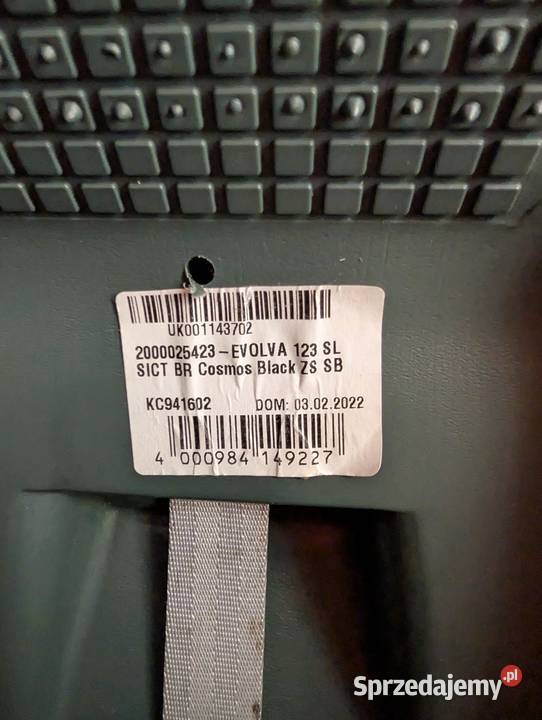 UK001143702
2000025423-EVOLVA 123 SL
SICT BR Cosmos Black ZS SB
KC941602 DOM: 03.02.2022
4 000984 149227
Sprzedajemy.pl